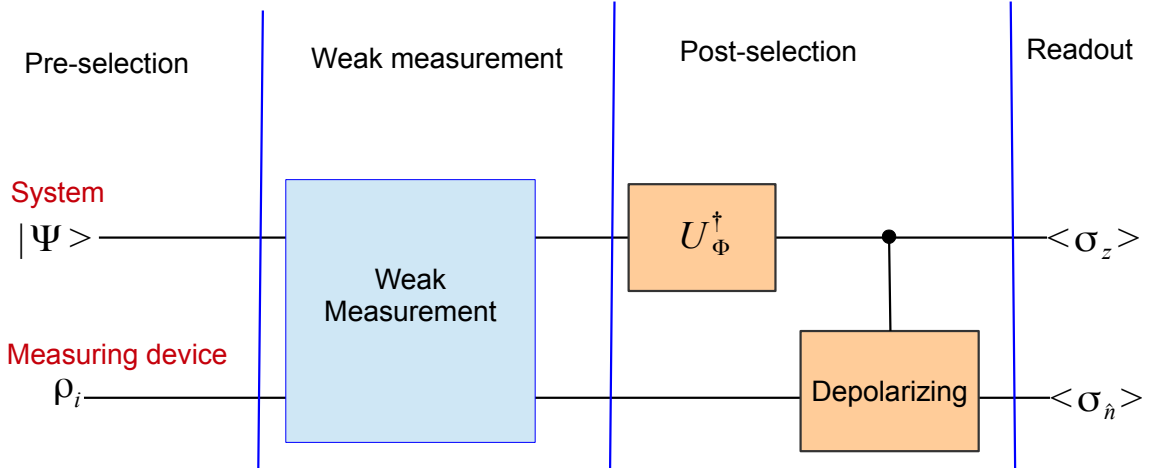 Pre-selection
Weak measurement
Post-selection
Readout
System
|Ψ>
Weak
Measurement
U†Φ
<σz>
Measuring device
ρi
Depolarizing
<σn̂>